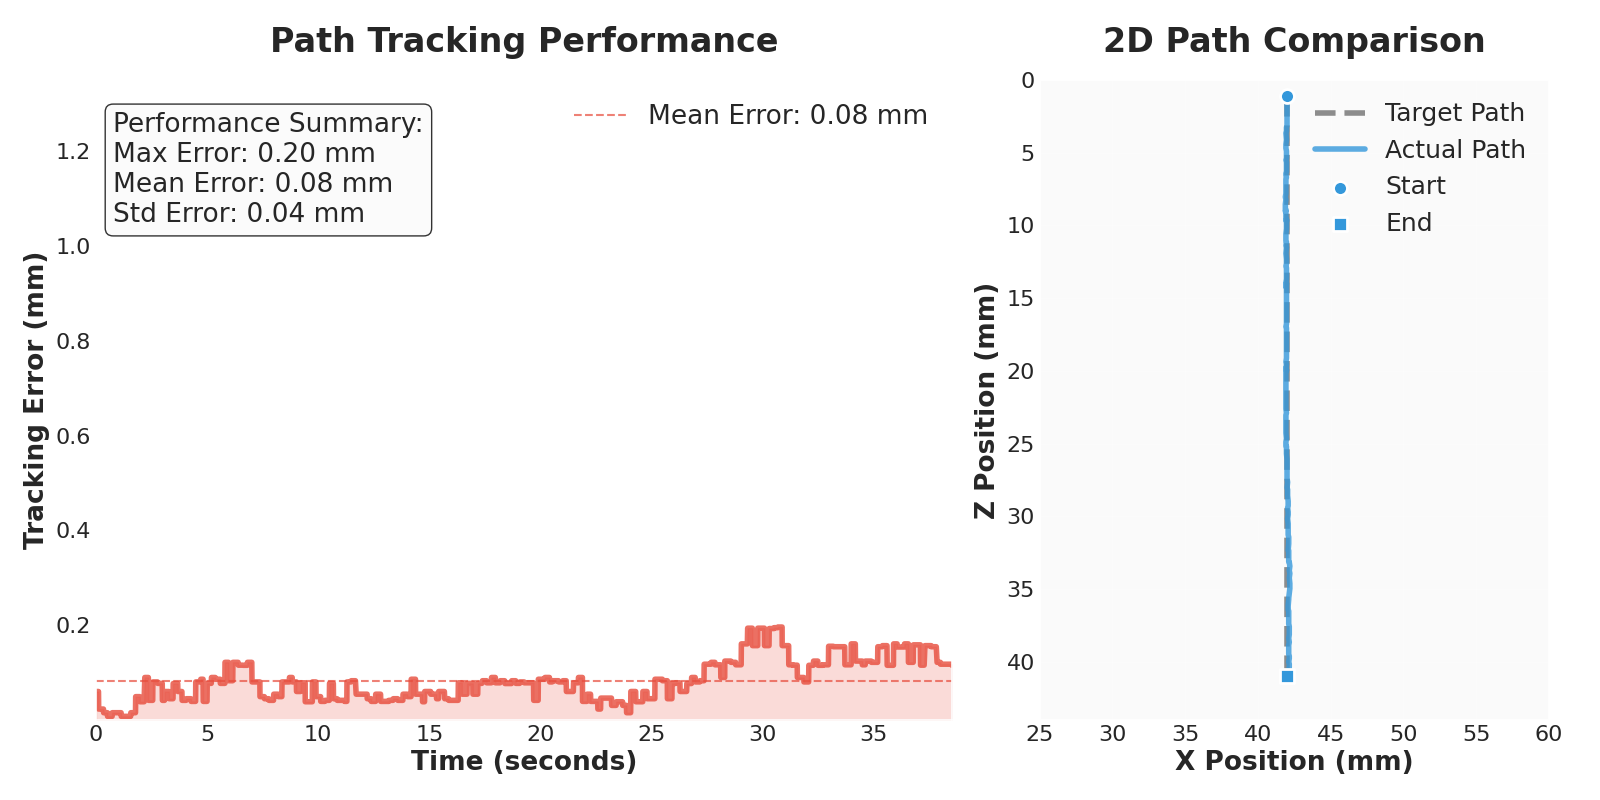 Path Tracking Performance
Performance Summary:
Max Error: 0.20 mm
Mean Error: 0.08 mm
Std Error: 0.04 mm
Mean Error: 0.08 mm
Tracking Error (mm)
1.2
1.0
0.8
0.6
0.4
0.2
0 5 10 15 20 25 30 35
Time (seconds)
2D Path Comparison
Target Path
Actual Path
Start
End
Z Position (mm)
0
5
10
15
20
25
30
35
40
25 30 35 40 45 50 55 60
X Position (mm)